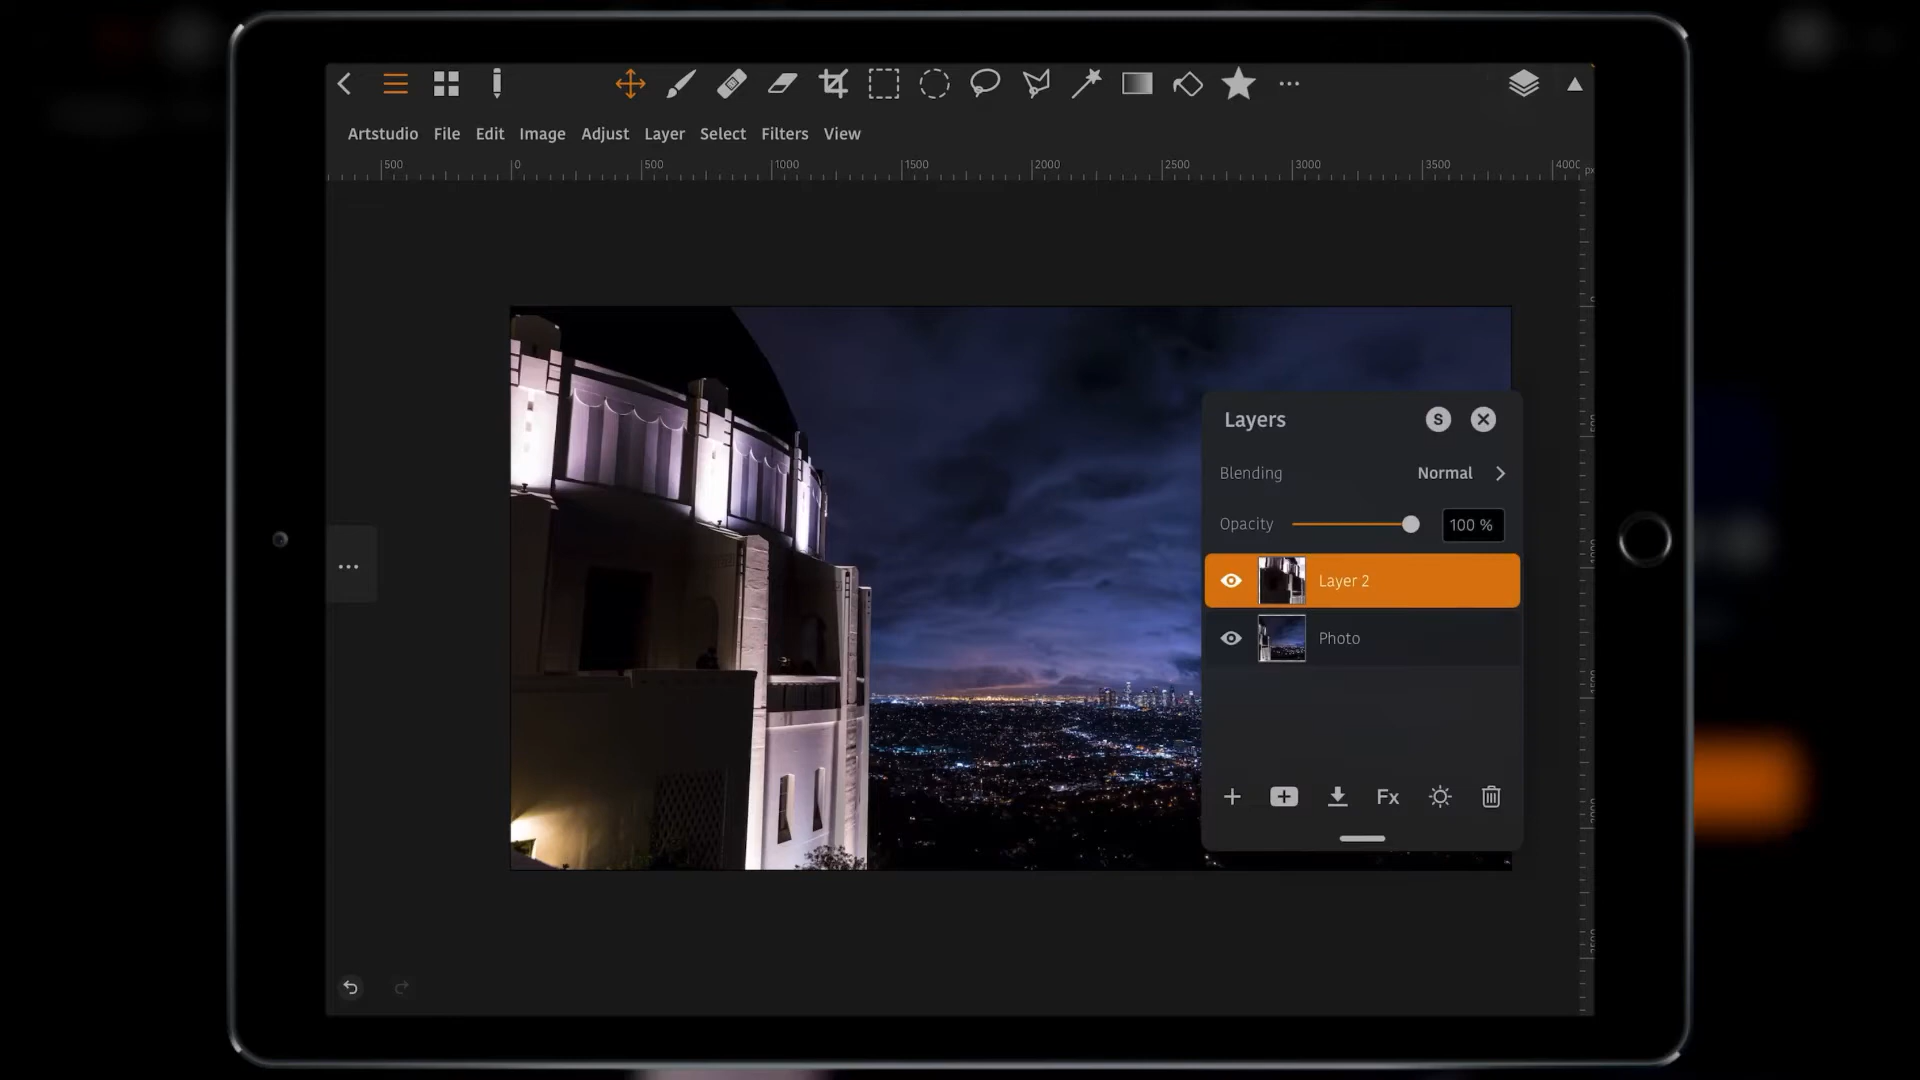 Artstudio File Edit Image Adjust Layer Select Filters View
500 0 500 1000 1500 2000 2500 3000 3500 4000
px
Layers S
Blending Normal
Opacity 100 %
Layer 2
Photo
Fx